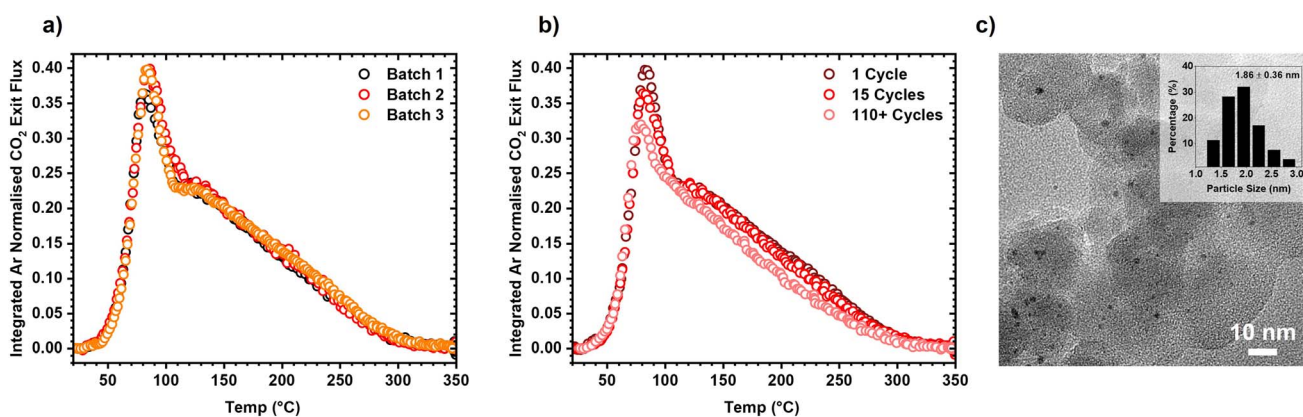 a)
Integrated Ar Normalised CO₂ Exit Flux
0.40
0.35
0.30
0.25
0.20
0.15
0.10
0.05
0.00
Batch 1
Batch 2
Batch 3
50
100
150
200
250
300
350
Temp (°C)
b)
Integrated Ar Normalised CO₂ Exit Flux
0.40
0.35
0.30
0.25
0.20
0.15
0.10
0.05
0.00
1 Cycle
15 Cycles
110+ Cycles
50
100
150
200
250
300
350
Temp (°C)
c)
Percentage (%)
40
30
20
10
1.86 ± 0.36 nm
1.0
1.5
2.0
2.5
3.0
Particle Size (nm)
10 nm